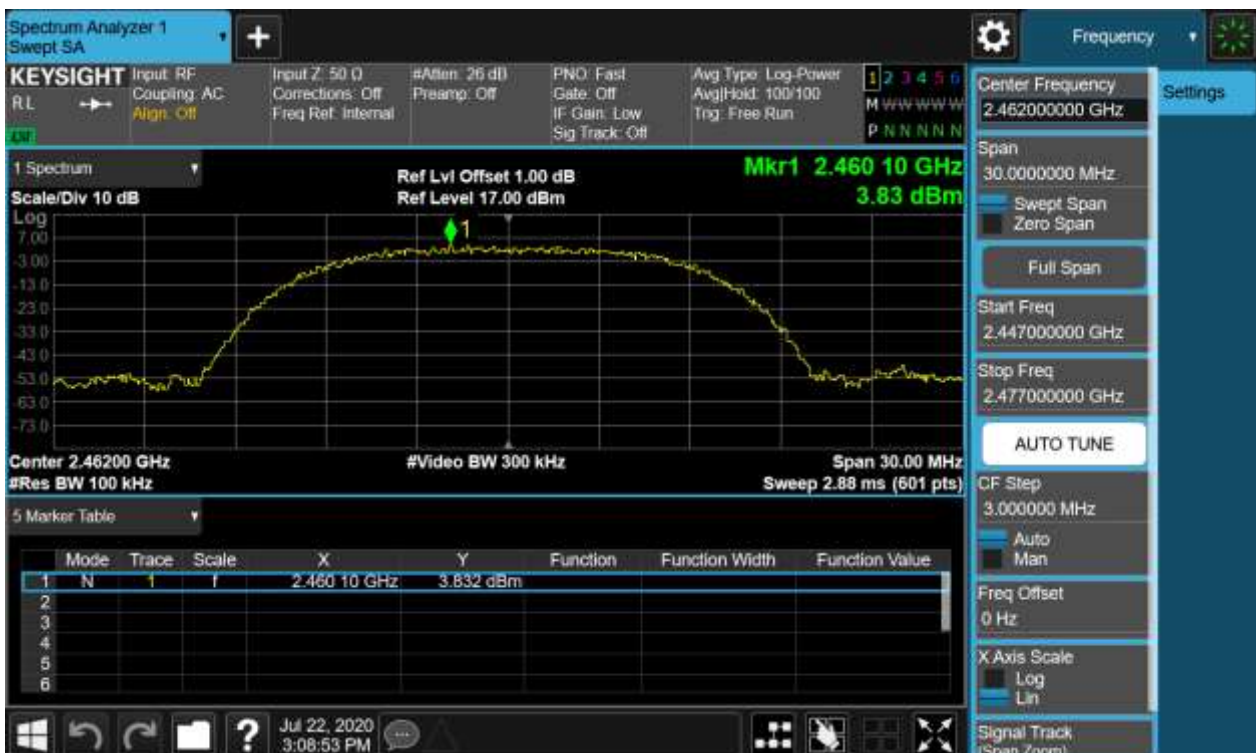 Spectrum Analyzer 1
Swept SA
Frequency
KEYSIGHT
RL
Input: RF
Coupling: AC
Align: Off
Input Z: 50 Ω
Corrections: Off
Freq Ref: Internal
#Atten: 26 dB
Preamp: Off
PNO: Fast
Gate: Off
IF Gain: Low
Sig Track: Off
Avg Type: Log-Power
Avg|Hold: 100/100
Trig: Free Run
1 2 3 4 5 6
M W W W W W
P N N N N N
1 Spectrum
Scale/Div 10 dB
Ref Lvl Offset 1.00 dB
Ref Level 17.00 dBm
Mkr1 2.460 10 GHz
3.83 dBm
Log
7.00
-3.00
-13.0
-23.0
-33.0
-43.0
-53.0
-63.0
-73.0
1
Center 2.46200 GHz
#Video BW 300 kHz
Span 30.00 MHz
#Res BW 100 kHz
Sweep 2.88 ms (601 pts)
5 Marker Table
Mode Trace Scale X Y Function Function Width Function Value
1 N 1 f 2.460 10 GHz 3.832 dBm
2
3
4
5
6
Jul 22, 2020
3:08:53 PM
Center Frequency
2.462000000 GHz
Settings
Span
30.0000000 MHz
Swept Span
Zero Span
Full Span
Start Freq
2.447000000 GHz
Stop Freq
2.477000000 GHz
AUTO TUNE
CF Step
3.000000 MHz
Auto
Man
Freq Offset
0 Hz
X Axis Scale
Log
Lin
Signal Track
(Span Zoom)